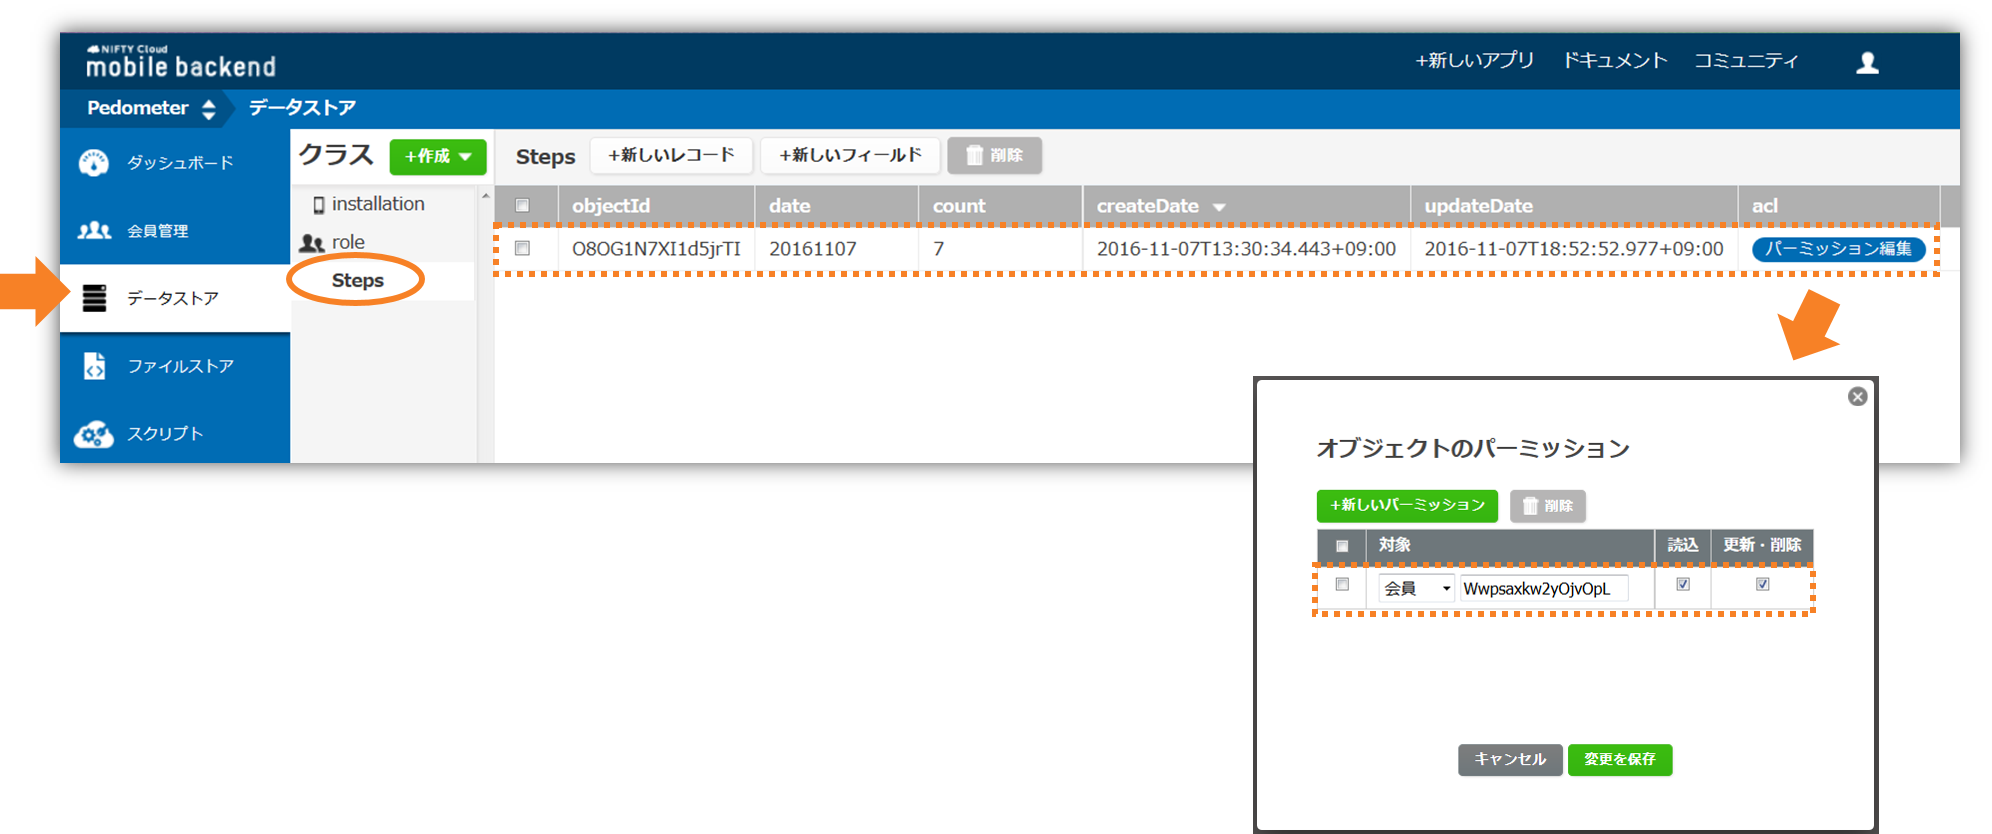 NIFTY Cloud
mobile backend
+新しいアプリ ドキュメント コミュニティ
Pedometer データストア
ダッシュボード
会員管理
データストア
ファイルストア
スクリプト
クラス +作成
installation
role
Steps
Steps +新しいレコード +新しいフィールド 削除
objectId date count createDate updateDate acl
O8OG1N7XI1d5jrTI 20161107 7 2016-11-07T13:30:34.443+09:00 2016-11-07T18:52:52.977+09:00 パーミッション編集
オブジェクトのパーミッション
+新しいパーミッション 削除
対象 読込 更新・削除
会員 Wwpsaxkw2yOjvOpL
キャンセル 変更を保存